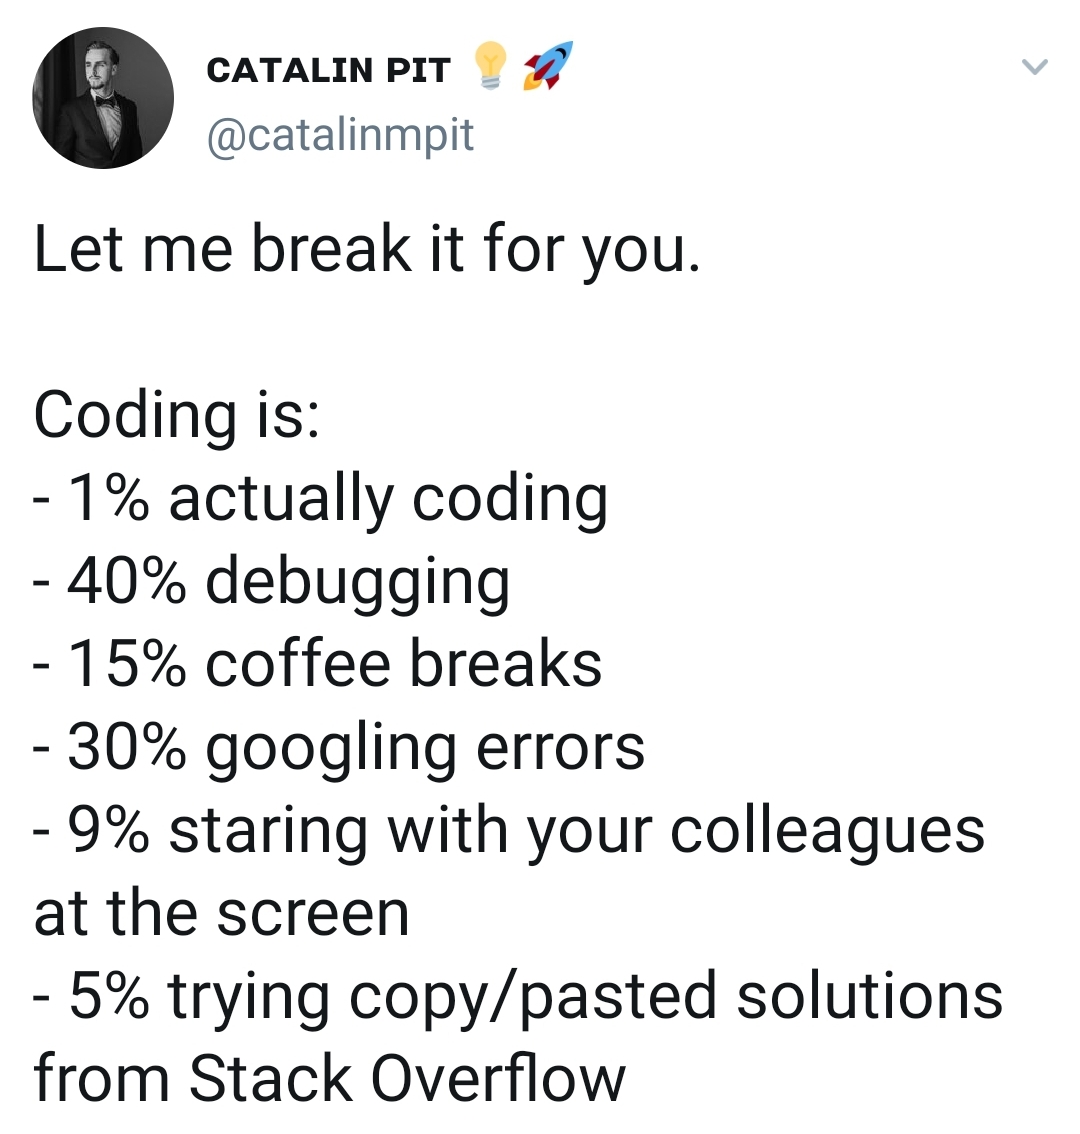 CATALIN PIT 💡🚀
@catalinmpit
Let me break it for you.
Coding is:
- 1% actually coding
- 40% debugging
- 15% coffee breaks
- 30% googling errors
- 9% staring with your colleagues
at the screen
- 5% trying copy/pasted solutions
from Stack Overflow